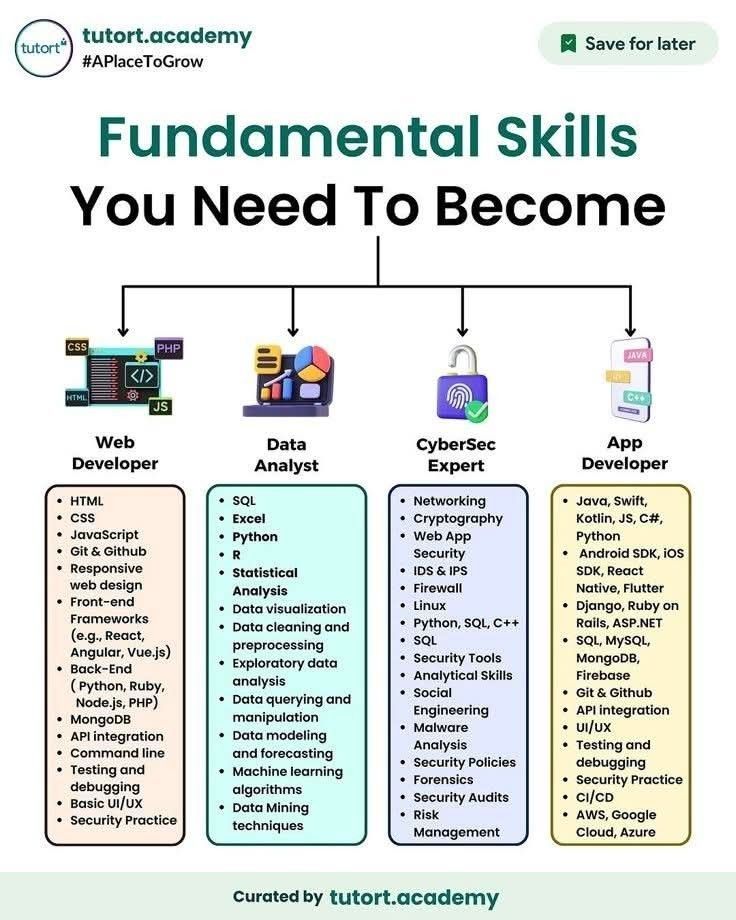 tutort
tutort.academy
#APlaceToGrow
Save for later
Fundamental Skills
You Need To Become
CSS
PHP
</>
HTML
JS
JAVA
C++
Web
Developer
Data
Analyst
CyberSec
Expert
App
Developer
• HTML
• CSS
• JavaScript
• Git & Github
• Responsive
web design
• Front-end
Frameworks
(e.g., React,
Angular, Vue.js)
• Back-End
( Python, Ruby,
Node.js, PHP)
• MongoDB
• API integration
• Command line
• Testing and
debugging
• Basic UI/UX
• Security Practice
• SQL
• Excel
• Python
• R
• Statistical
Analysis
• Data visualization
• Data cleaning and
preprocessing
• Exploratory data
analysis
• Data querying and
manipulation
• Data modeling
and forecasting
• Machine learning
algorithms
• Data Mining
techniques
• Networking
• Cryptography
• Web App
Security
• IDS & IPS
• Firewall
• Linux
• Python, SQL, C++
• SQL
• Security Tools
• Analytical Skills
• Social
Engineering
• Malware
Analysis
• Security Policies
• Forensics
• Security Audits
• Risk
Management
• Java, Swift,
Kotlin, JS, C#,
Python
• Android SDK, iOS
SDK, React
Native, Flutter
• Django, Ruby on
Rails, ASP.NET
• SQL, MySQL,
MongoDB,
Firebase
• Git & Github
• API integration
• UI/UX
• Testing and
debugging
• Security Practice
• CI/CD
• AWS, Google
Cloud, Azure
Curated by tutort.academy